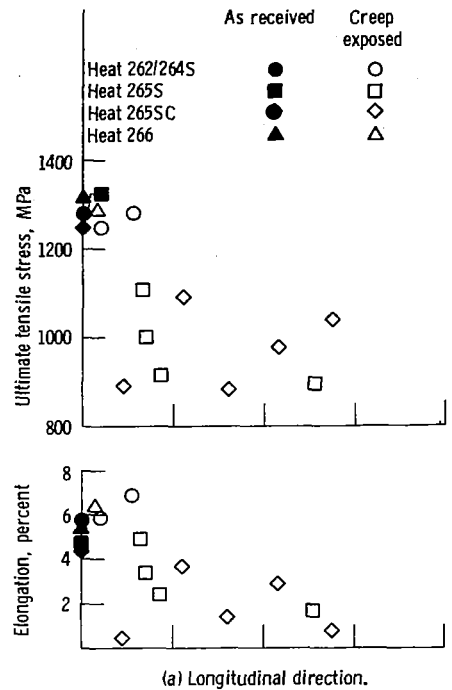 As received Creep exposed
Heat 262/264S
Heat 265S
Heat 265SC
Heat 266
Ultimate tensile stress, MPa
1400
1200
1000
800
Elongation, percent
8
6
4
2
(a) Longitudinal direction.